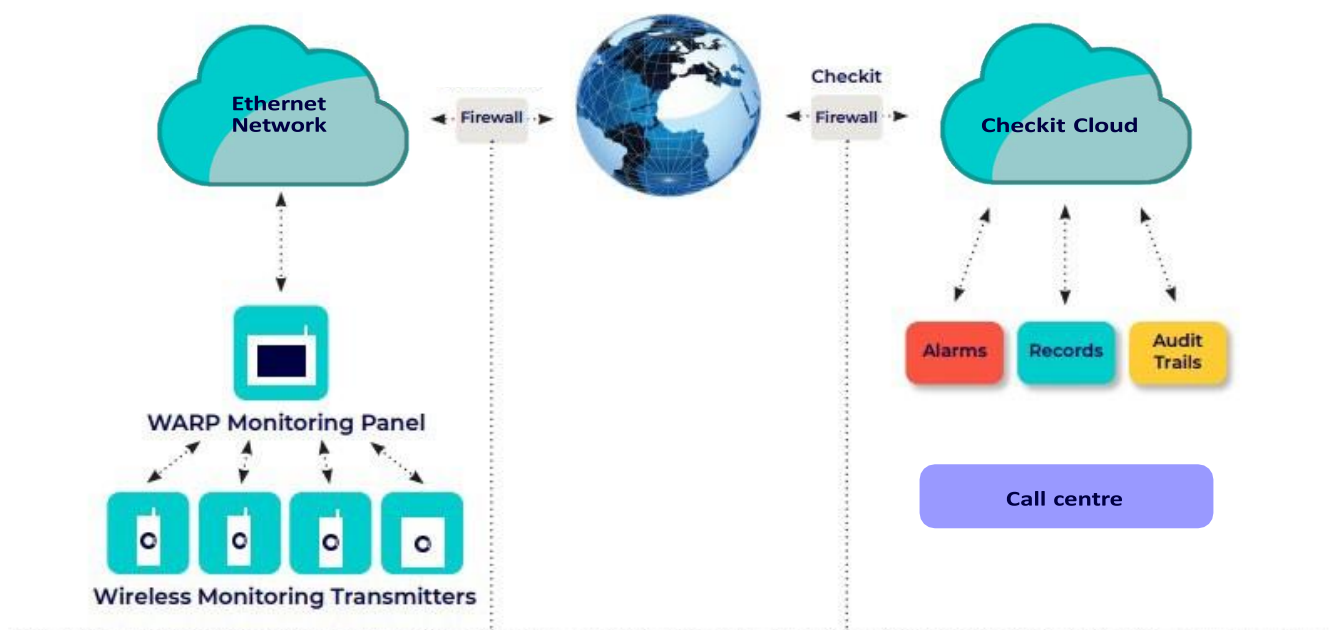 Ethernet
Network
Firewall
Checkit
Firewall
Checkit Cloud
WARP Monitoring Panel
Wireless Monitoring Transmitters
Alarms
Records
Audit
Trails
Call centre